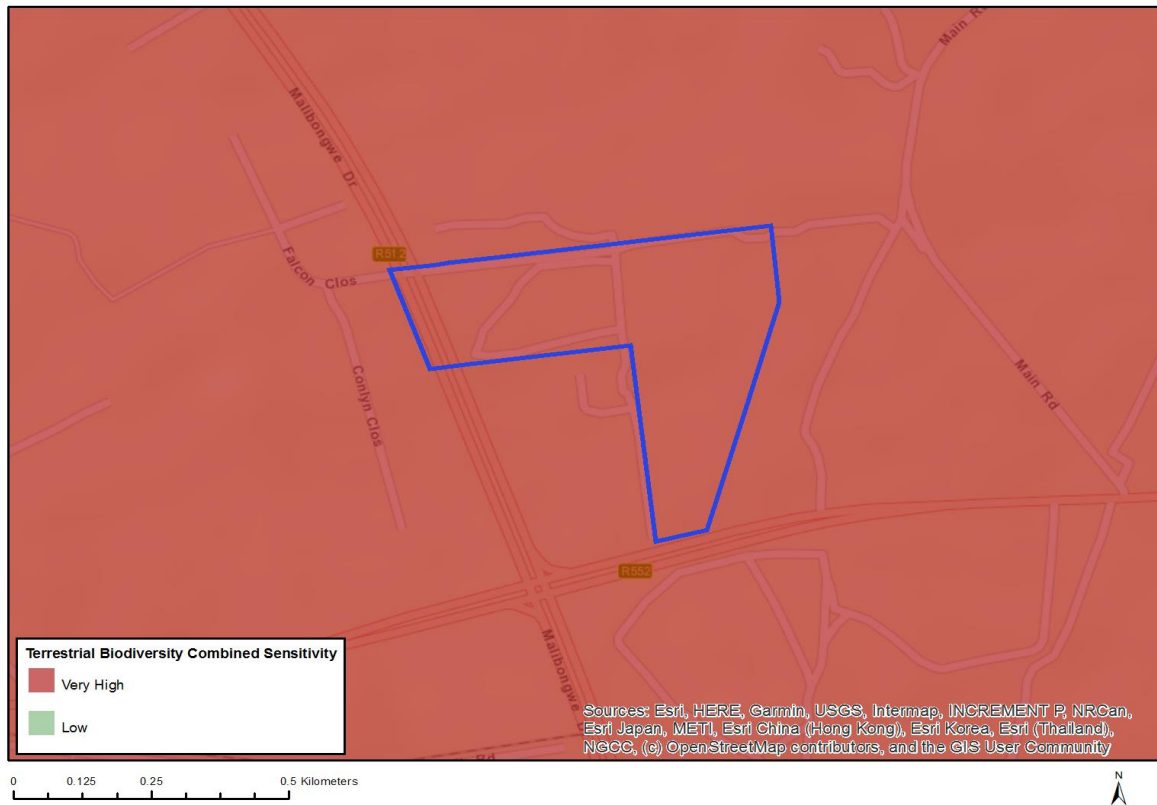 Main Rd
Malibongwe Dr
R512
Falcon Clos
Conlyn Clos
Main Rd
R552
Malibongwe D
Rd
Terrestrial Biodiversity Combined Sensitivity
Very High
Low
Sources: Esri, HERE, Garmin, USGS, Intermap, INCREMENT P, NRCan,
Esri Japan, METI, Esri China (Hong Kong), Esri Korea, Esri (Thailand),
NGCC, (c) OpenStreetMap contributors, and the GIS User Community
0 0.125 0.25 0.5 Kilometers
N